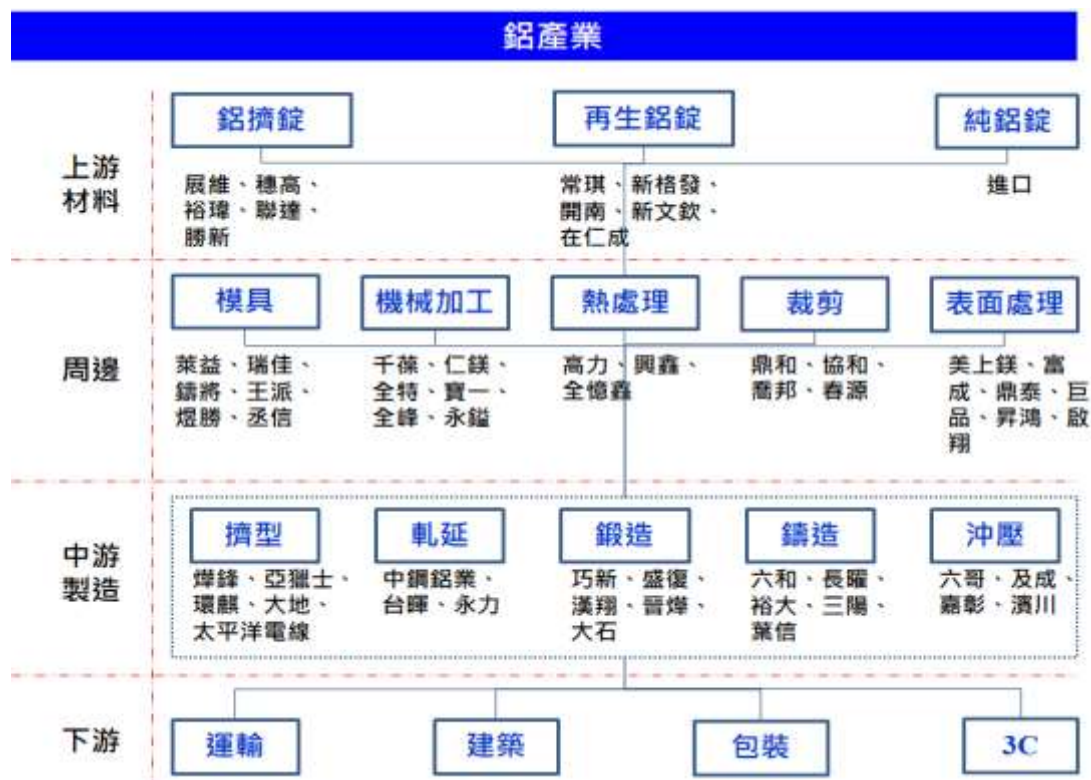 鋁產業
上游
材料
鋁擠錠
再生鋁錠
純鋁錠
展維、穗高、
裕瑋、聯達、
勝新
常琪、新格發、
開南、新文欽、
在仁成
進口
周邊
模具
機械加工
熱處理
裁剪
表面處理
萊益、瑞佳、
鑄將、王派、
煜勝、丞信
千葆、仁鎂、
全特、寶一、
全峰、永鎰
高力、興鑫、
全憶鑫
鼎和、協和、
喬邦、春源
美上鎂、富
成、鼎泰、巨
品、昇鴻、啟
翔
中游
製造
擠型
軋延
鍛造
鑄造
沖壓
燁鋒、亞獵士、
環麒、大地、
太平洋電線
中鋼鋁業、
台暉、永力
巧新、盛復、
漢翔、晉燁、
大石
六和、長曜、
裕大、三陽、
葉信
六哥、及成、
嘉彰、濱川
下游
運輸
建築
包裝
3C